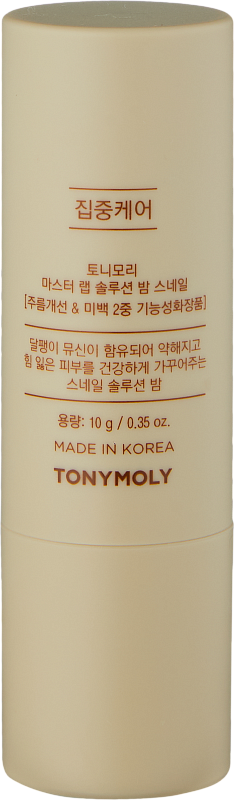 집중케어
토니모리
마스터 랩 솔루션 밤 스네일
[주름개선 & 미백 2중 기능성화장품]
달팽이 뮤신이 함유되어 약해지고
힘 잃은 피부를 건강하게 가꾸어주는
스네일 솔루션 밤
용량: 10 g / 0.35 oz.
MADE IN KOREA
TONYMOLY